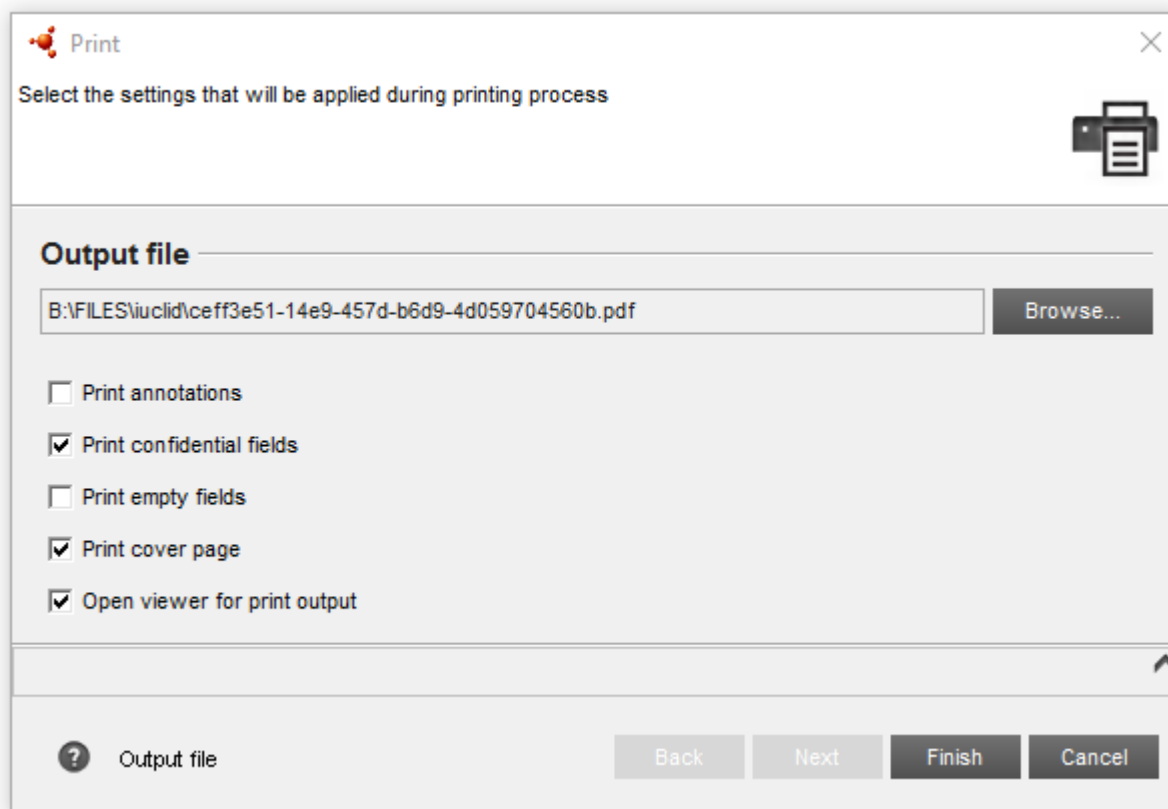 Print
Select the settings that will be applied during printing process
Output file
B:\FILES\iuclid\ceff3e51-14e9-457d-b6d9-4d059704560b.pdf
Browse...
Print annotations
Print confidential fields
Print empty fields
Print cover page
Open viewer for print output
Output file
Back
Next
Finish
Cancel